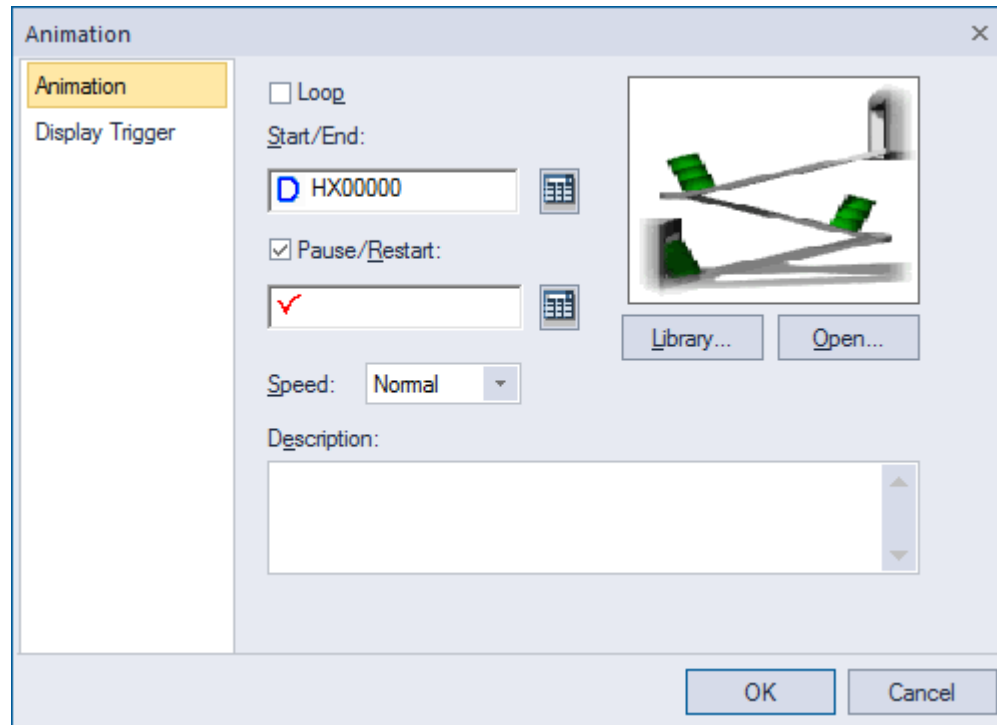 Animation
Animation
Display Trigger
Loop
Start/End:
D HX00000
Pause/Restart:
Library...
Open...
Speed:
Normal
Description:
OK
Cancel